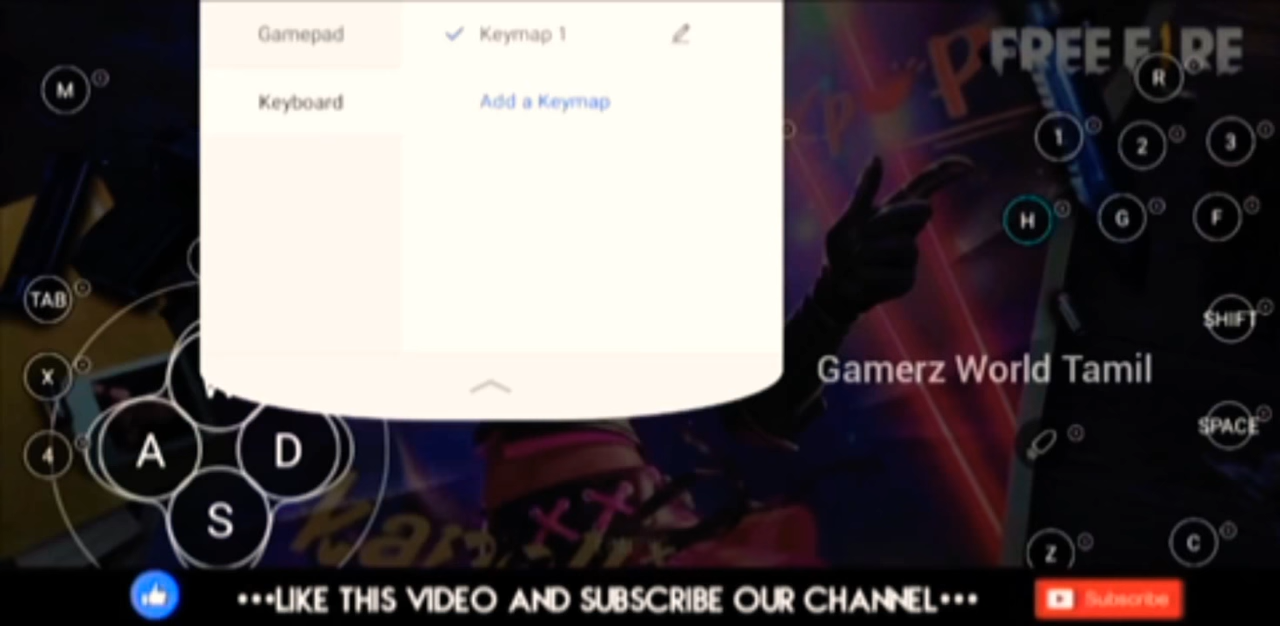 Gamepad
Keymap 1
FREE FIRE
M
R
Keyboard
Add a Keymap
1
2
3
H
G
F
TAB
SHIFT
X
Gamerz World Tamil
A
D
SPACE
4
S
Z
C
•••LIKE THIS VIDEO AND SUBSCRIBE OUR CHANNEL•••
Subscribe